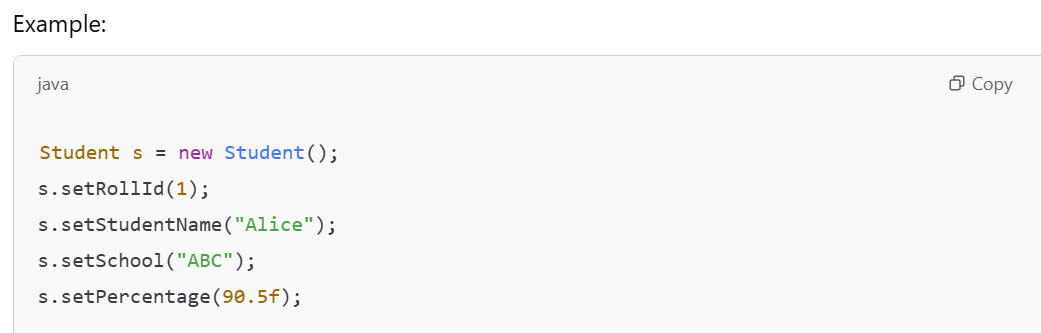 Example:
java
Copy
Student s = new Student();
s.setRollId(1);
s.setStudentName("Alice");
s.setSchool("ABC");
s.setPercentage(90.5f);